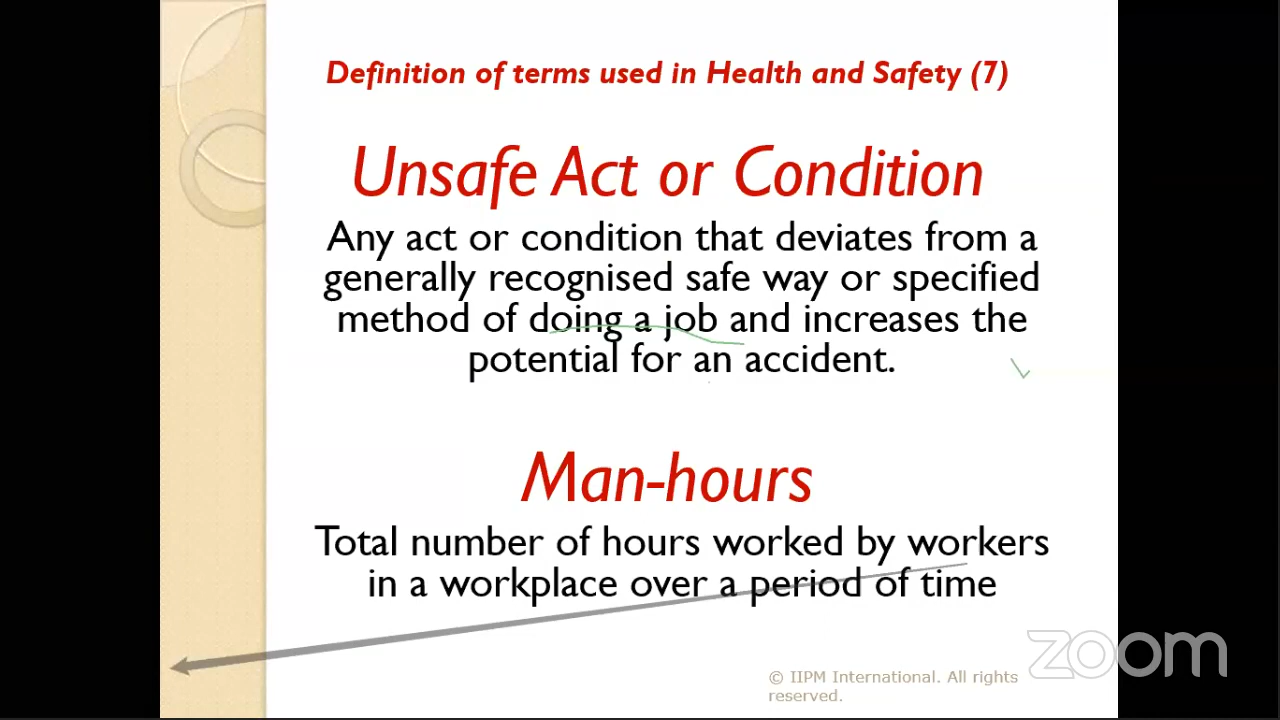 Definition of terms used in Health and Safety (7)
Unsafe Act or Condition
Any act or condition that deviates from a
generally recognised safe way or specified
method of doing a job and increases the
potential for an accident.
Man-hours
Total number of hours worked by workers
in a workplace over a period of time
zoom
© IIPM International. All rights
reserved.